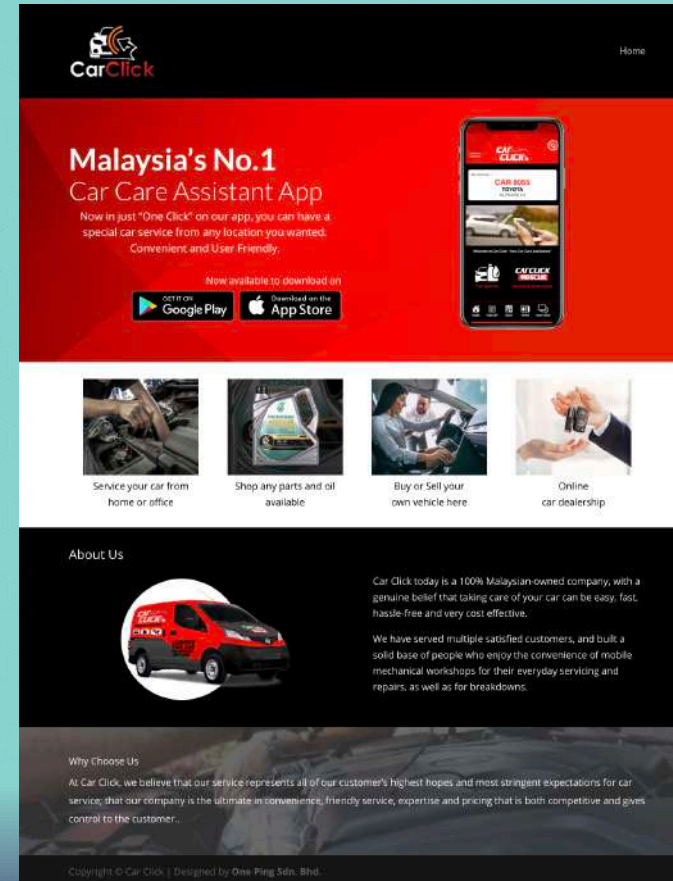 CarClick
Home
Malaysia's No.1
Car Care Assistant App
Now in just "One Click" on our app, you can have a
special car service from any location you wanted.
Convenient and User Friendly.
Now available to download on
GET IT ON
Google Play
Download on the
App Store
CAR CLICK
CAR 8055
TOYOTA
CARCLICK
RESCUE
Service your car from
home or office
Shop any parts and oil
available
Buy or Sell your
own vehicle here
Online
car dealership
About Us
Car Click today is a 100% Malaysian-owned company, with a
genuine belief that taking care of your car can be easy, fast,
hassle-free and very cost effective.
We have served multiple satisfied customers, and built a
solid base of people who enjoy the convenience of mobile
mechanical workshops for their everyday servicing and
repairs, as well as for breakdowns.
CAR CLICK
Why Choose Us
At Car Click, we believe that our service represents all of our customer's highest hopes and most stringent expectations for car
service; that our company is the ultimate in convenience, friendly service, expertise and pricing that is both competitive and gives
control to the customer..
Copyright © Car Click | Designed by One Ping Sdn. Bhd.